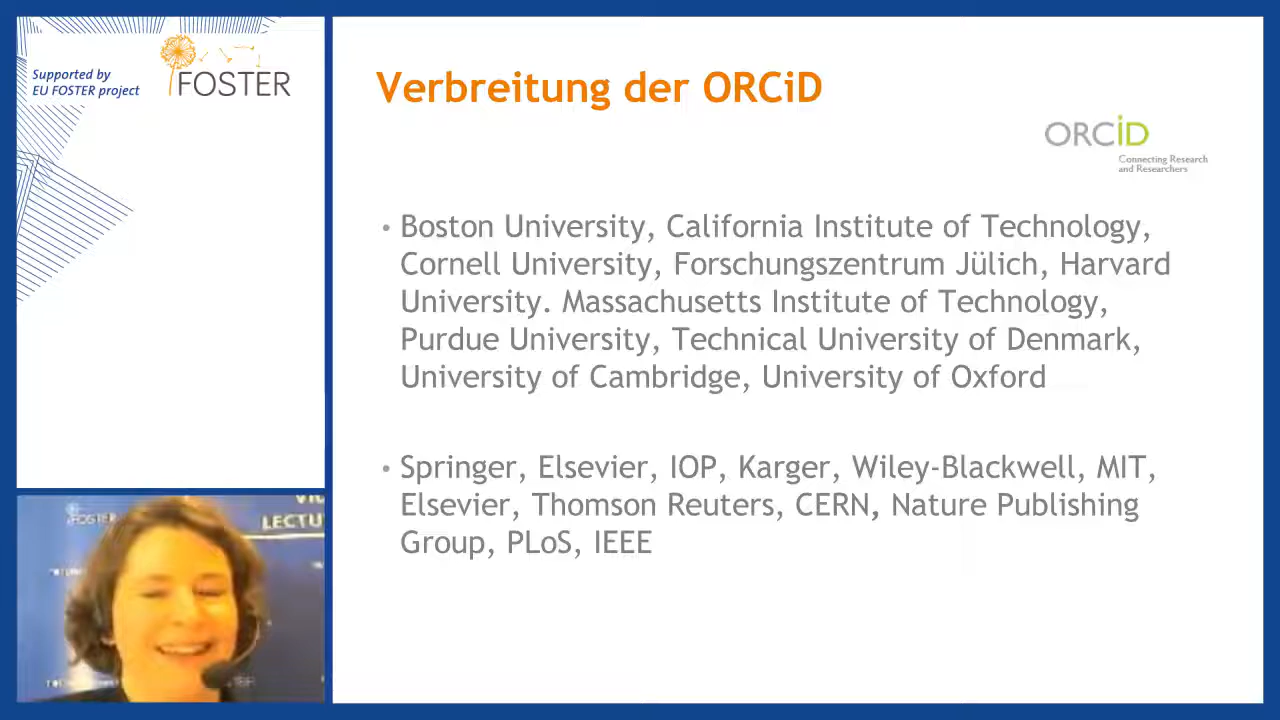 Supported by
EU FOSTER project
FOSTER
Verbreitung der ORCiD
ORCiD
Connecting Research
and Researchers
• Boston University, California Institute of Technology,
Cornell University, Forschungszentrum Jülich, Harvard
University. Massachusetts Institute of Technology,
Purdue University, Technical University of Denmark,
University of Cambridge, University of Oxford
• Springer, Elsevier, IOP, Karger, Wiley-Blackwell, MIT,
Elsevier, Thomson Reuters, CERN, Nature Publishing
Group, PLoS, IEEE
FOSTER